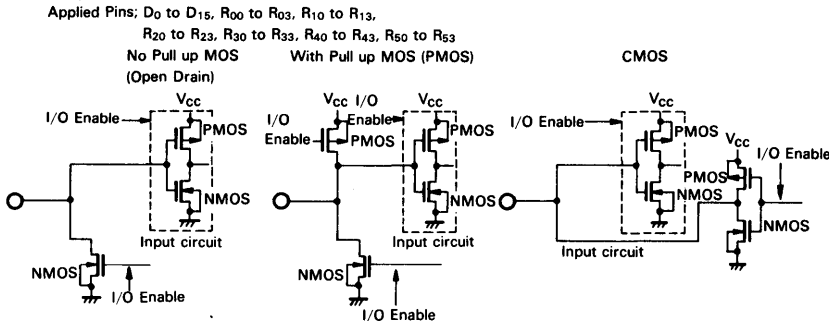 Applied Pins; D0 to D15, R00 to R03, R10 to R13,
R20 to R23, R30 to R33, R40 to R43, R50 to R53
No Pull up MOS
(Open Drain)
With Pull up MOS (PMOS)
CMOS
I/O Enable
VCC
PMOS
NMOS
Input circuit
NMOS
I/O Enable
VCC
I/O
Enable
VCC
I/O
Enable
PMOS
PMOS
NMOS
Input circuit
NMOS
I/O Enable
I/O Enable
VCC
PMOS
NMOS
Input circuit
VCC
I/O Enable
PMOS
NMOS